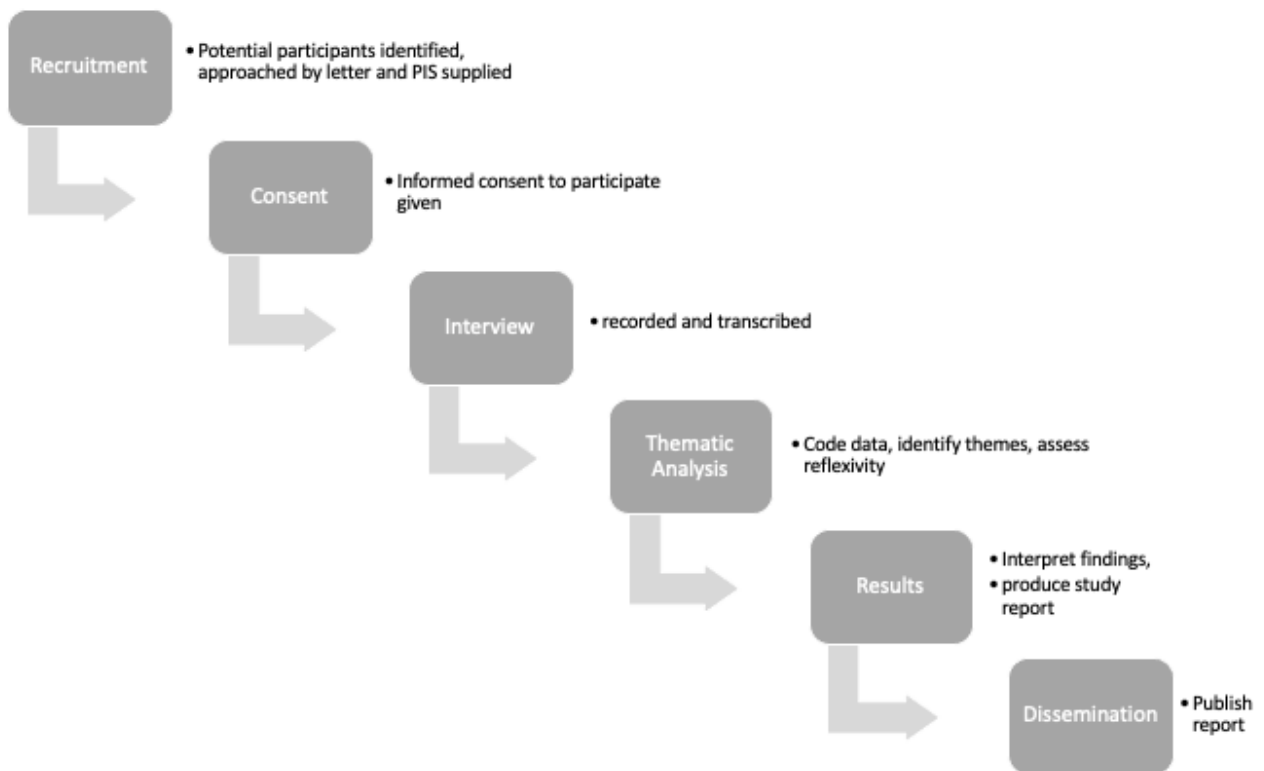 Recruitment
• Potential participants identified,
approached by letter and PIS supplied
Consent
• Informed consent to participate
given
Interview
• recorded and transcribed
Thematic
Analysis
• Code data, identify themes, assess
reflexivity
Results
• Interpret findings,
• produce study
report
Dissemination
• Publish
report